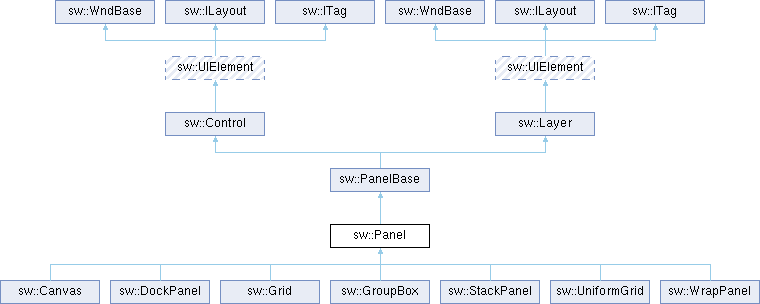 sw::WndBase sw::ILayout sw::ITag sw::WndBase sw::ILayout sw::ITag
sw::UIElement sw::UIElement
sw::Control sw::Layer
sw::PanelBase
sw::Panel
sw::Canvas sw::DockPanel sw::Grid sw::GroupBox sw::StackPanel sw::UniformGrid sw::WrapPanel